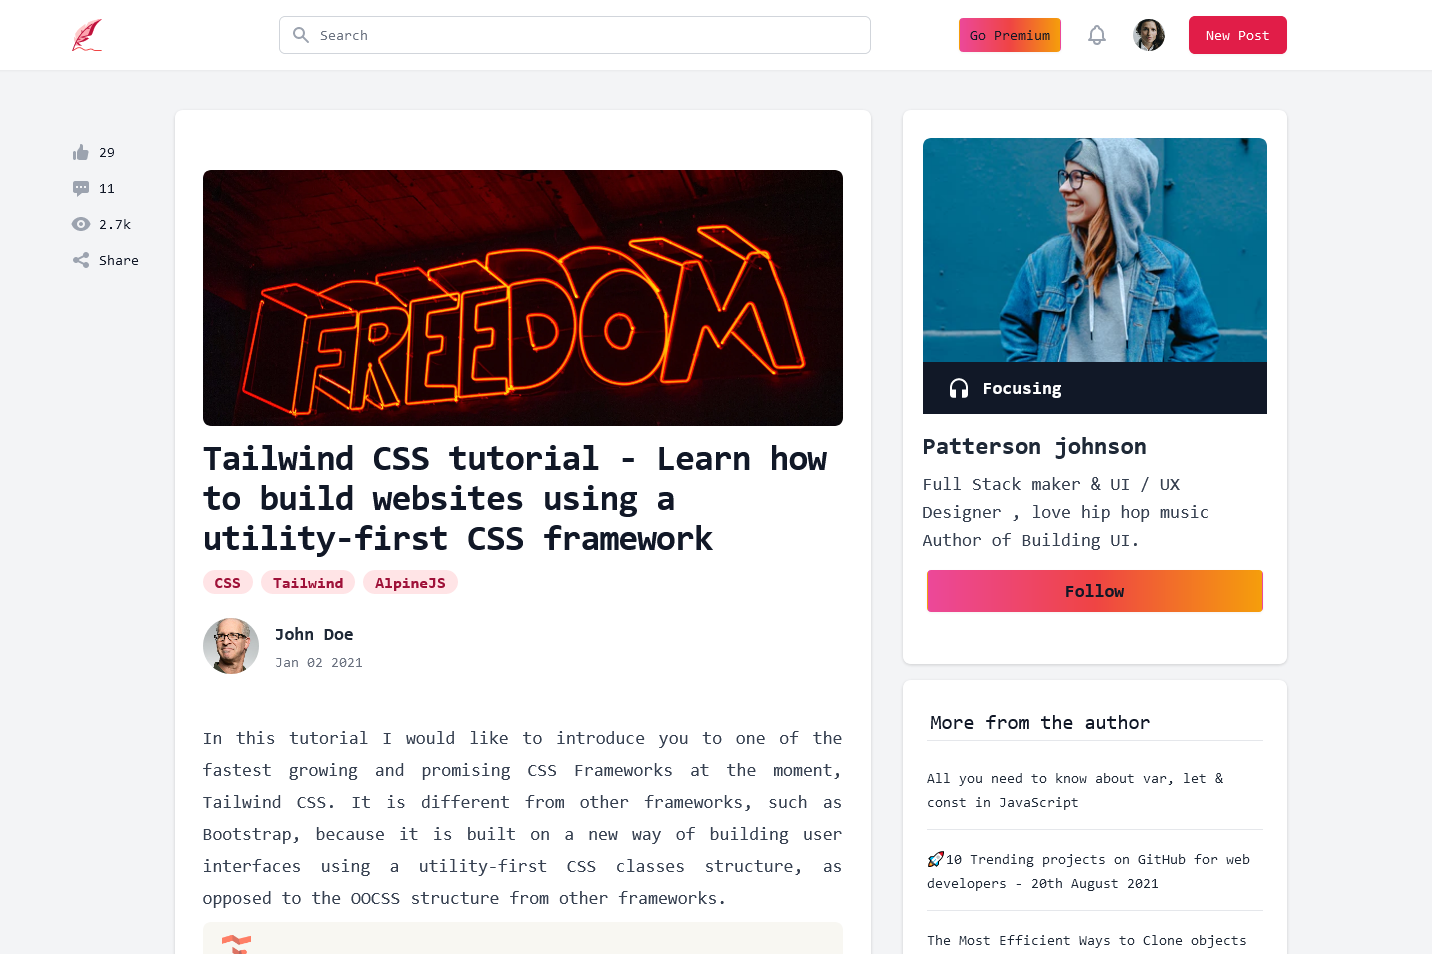 Search
Go Premium
New Post
29
11
2.7k
Share
FREEDOM
Tailwind CSS tutorial - Learn how
to build websites using a
utility-first CSS framework
CSS Tailwind AlpineJS
John Doe
Jan 02 2021
In this tutorial I would like to introduce you to one of the
fastest growing and promising CSS Frameworks at the moment,
Tailwind CSS. It is different from other frameworks, such as
Bootstrap, because it is built on a new way of building user
interfaces using a utility-first CSS classes structure, as
opposed to the OOCSS structure from other frameworks.
Focusing
Patterson johnson
Full Stack maker & UI / UX
Designer , love hip hop music
Author of Building UI.
Follow
More from the author
All you need to know about var, let &
const in JavaScript
🚀10 Trending projects on GitHub for web
developers - 20th August 2021
The Most Efficient Ways to Clone objects